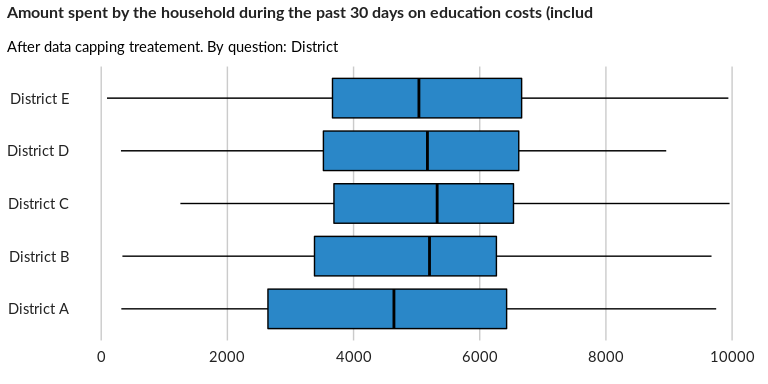 Amount spent by the household during the past 30 days on education costs (includ
After data capping treatement. By question: District
District E
District D
District C
District B
District A
0 2000 4000 6000 8000 10000